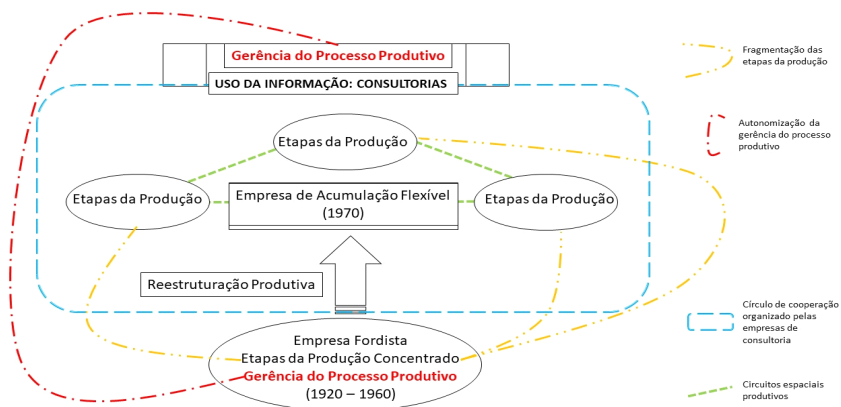 Gerência do Processo Produtivo
USO DA INFORMAÇÃO: CONSULTORIAS
Etapas da Produção
Etapas da Produção
Empresa de Acumulação Flexível
(1970)
Etapas da Produção
Reestruturação Produtiva
Empresa Fordista
Etapas da Produção Concentrado
Gerência do Processo Produtivo
(1920 – 1960)
Fragmentação das
etapas da produção
Autonomização da
gerência do processo
produtivo
Círculo de cooperação
organizado pelas
empresas de
consultoria
Circuitos espaciais
produtivos